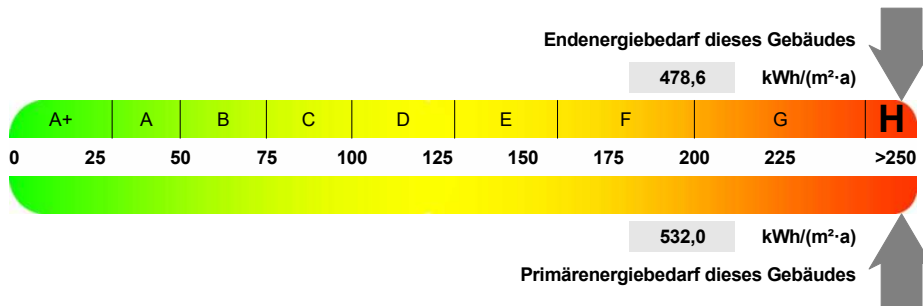 Endenergiebedarf dieses Gebäudes
478,6 kWh/(m²·a)
A+ A B C D E F G H
0 25 50 75 100 125 150 175 200 225 >250
532,0 kWh/(m²·a)
Primärenergiebedarf dieses Gebäudes